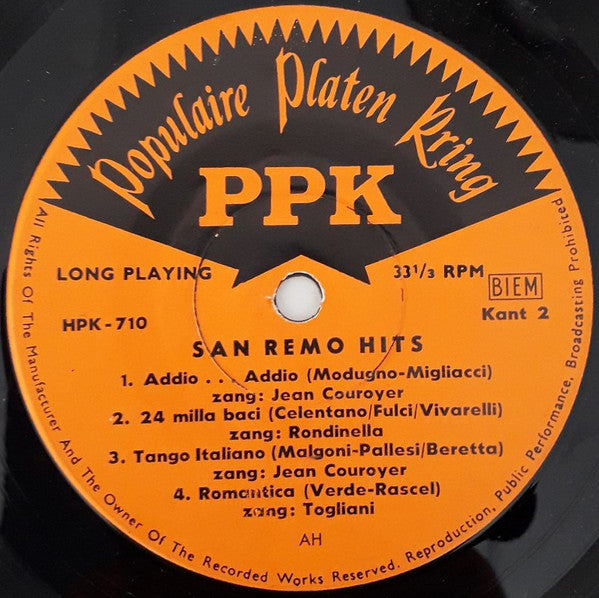 Populaire Platen Kring
PPK
LONG PLAYING
33 1/3 RPM
BIEM
HPK-710
Kant 2
SAN REMO HITS
1. Addio . . . Addio (Modugno-Migliacci)
zang: Jean Couroyer
2. 24 milla baci (Celentano/Fulci/Vivarelli)
zang: Rondinella
3. Tango Italiano (Malgoni-Pallesi/Beretta)
zang: Jean Couroyer
4. Romantica (Verde-Rascel)
zang: Togliani
AH
All Rights Of The Manufacturer And The Owner Of The Recorded Works Reserved. Reproduction, Public Performance, Broadcasting Prohibited